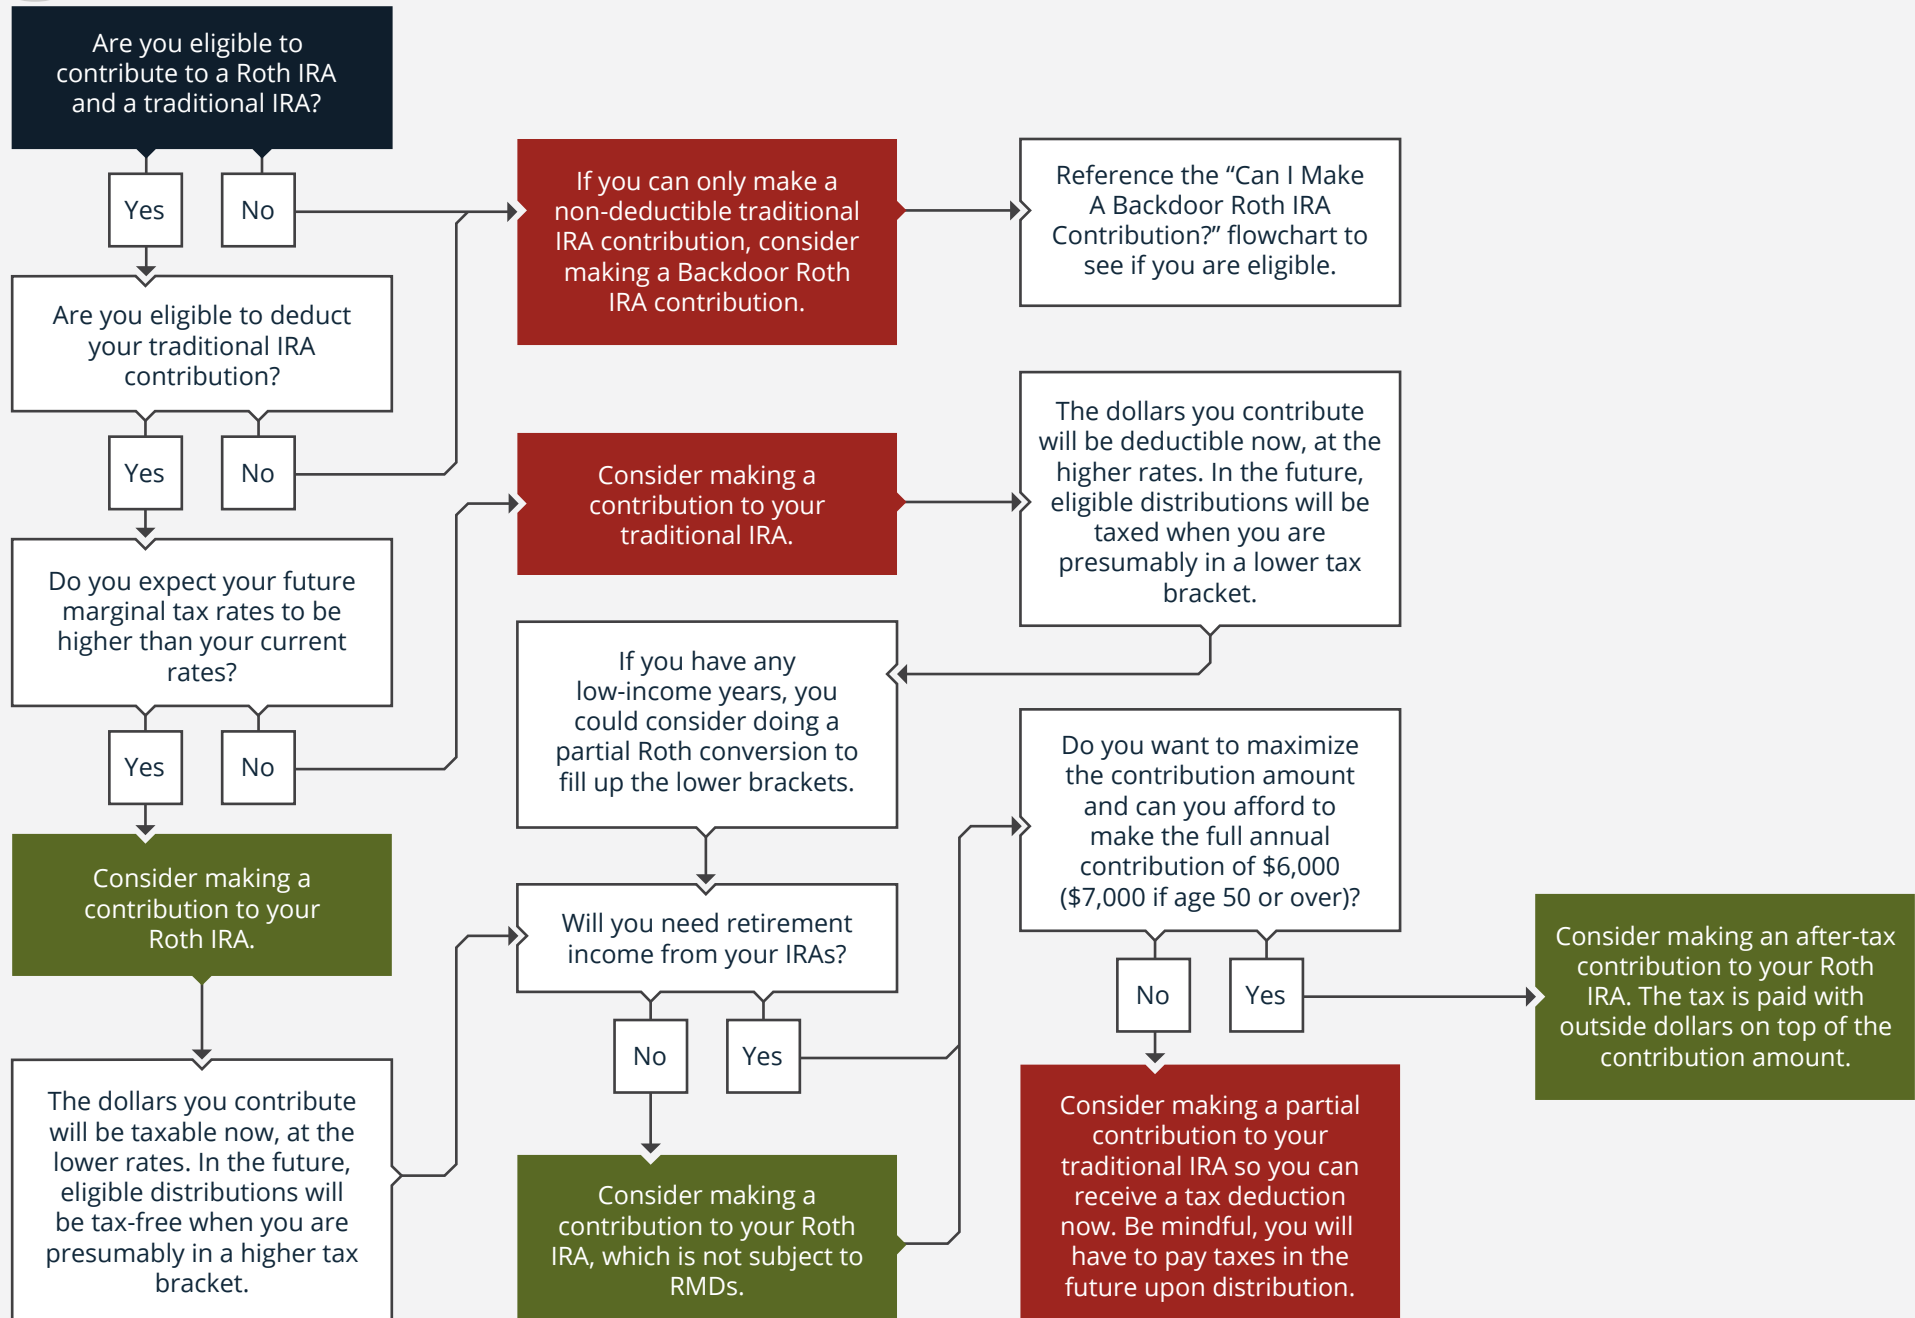 Are you eligible to
contribute to a Roth IRA
and a traditional IRA?
Yes
No
If you can only make a
non-deductible traditional
IRA contribution, consider
making a Backdoor Roth
IRA contribution.
Reference the “Can I Make
A Backdoor Roth IRA
Contribution?” flowchart to
see if you are eligible.
Are you eligible to deduct
your traditional IRA
contribution?
Yes
No
Consider making a
contribution to your
traditional IRA.
The dollars you contribute
will be deductible now, at the
higher rates. In the future,
eligible distributions will be
taxed when you are
presumably in a lower tax
bracket.
Do you expect your future
marginal tax rates to be
higher than your current
rates?
Yes
No
If you have any
low-income years, you
could consider doing a
partial Roth conversion to
fill up the lower brackets.
Consider making a
contribution to your
Roth IRA.
The dollars you contribute
will be taxable now, at the
lower rates. In the future,
eligible distributions will
be tax-free when you are
presumably in a higher tax
bracket.
Will you need retirement
income from your IRAs?
No
Yes
Consider making a
contribution to your Roth
IRA, which is not subject to
RMDs.
Do you want to maximize
the contribution amount
and can you afford to
make the full annual
contribution of $6,000
($7,000 if age 50 or over)?
No
Yes
Consider making a partial
contribution to your
traditional IRA so you can
receive a tax deduction
now. Be mindful, you will
have to pay taxes in the
future upon distribution.
Consider making an after-tax
contribution to your Roth
IRA. The tax is paid with
outside dollars on top of the
contribution amount.